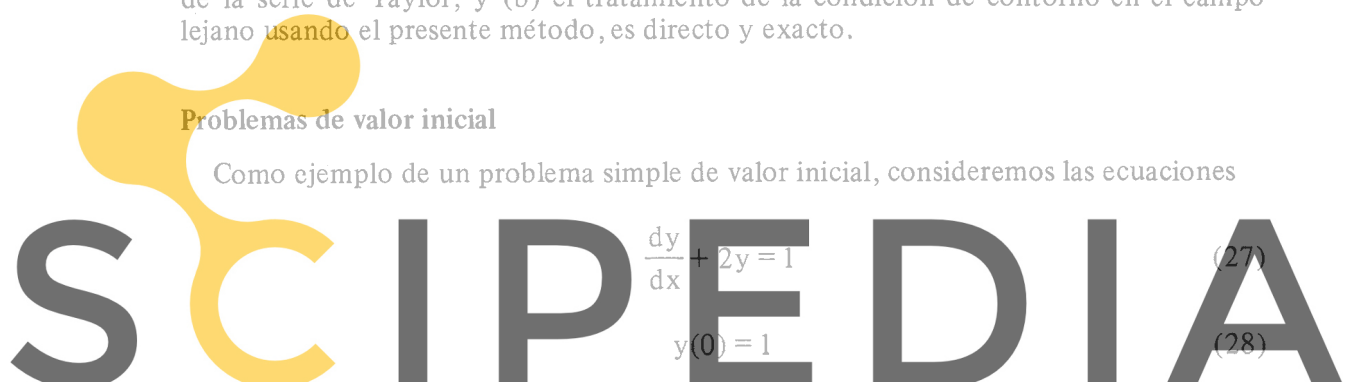 de la serie de Taylor, y (b) el tratamiento de la condición de contorno en el campo
lejano usando el presente método, es directo y exacto.
Problemas de valor inicial
Como ejemplo de un problema simple de valor inicial, consideremos las ecuaciones
dy/dx + 2y = 1 (27)
y(0) = 1 (28)
SCIPEDIA